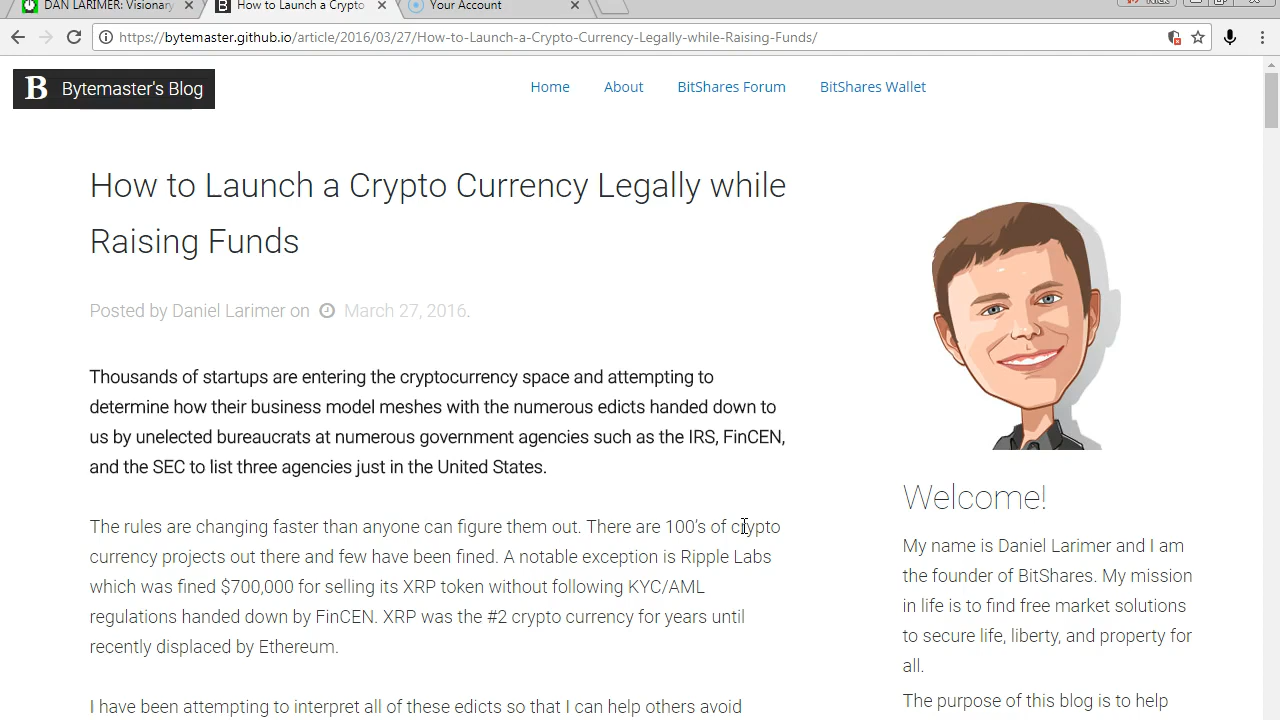 DAN LARIMER: Visionary
How to Launch a Crypto
Your Account
https://bytemaster.github.io/article/2016/03/27/How-to-Launch-a-Crypto-Currency-Legally-while-Raising-Funds/
B Bytemaster's Blog
Home About BitShares Forum BitShares Wallet
How to Launch a Crypto Currency Legally while
Raising Funds
Posted by Daniel Larimer on March 27, 2016.
Thousands of startups are entering the cryptocurrency space and attempting to
determine how their business model meshes with the numerous edicts handed down to
us by unelected bureaucrats at numerous government agencies such as the IRS, FinCEN,
and the SEC to list three agencies just in the United States.
The rules are changing faster than anyone can figure them out. There are 100's of crypto
currency projects out there and few have been fined. A notable exception is Ripple Labs
which was fined $700,000 for selling its XRP token without following KYC/AML
regulations handed down by FinCEN. XRP was the #2 crypto currency for years until
recently displaced by Ethereum.
I have been attempting to interpret all of these edicts so that I can help others avoid
Welcome!
My name is Daniel Larimer and I am
the founder of BitShares. My mission
in life is to find free market solutions
to secure life, liberty, and property for
all.
The purpose of this blog is to help